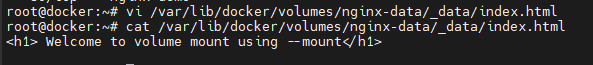 root@docker:~# vi /var/lib/docker/volumes/nginx-data/_data/index.html
root@docker:~# cat /var/lib/docker/volumes/nginx-data/_data/index.html
<h1> Welcome to volume mount using --mount</h1>